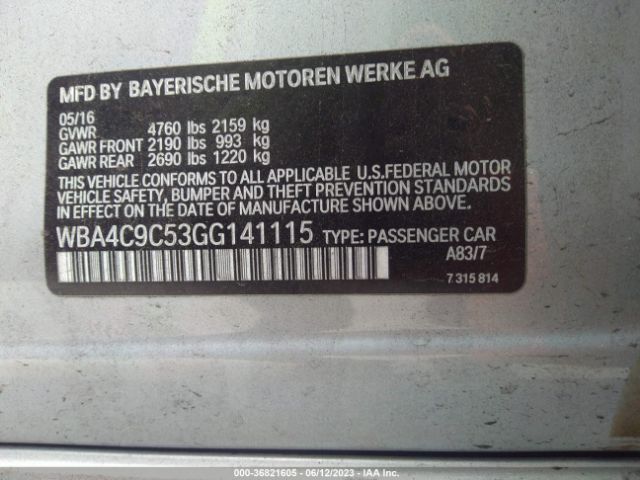 MFD BY BAYERISCHE MOTOREN WERKE AG
05/16
GVWR 4760 lbs 2159 kg
GAWR FRONT 2190 lbs 993 kg
GAWR REAR 2690 lbs 1220 kg
THIS VEHICLE CONFORMS TO ALL APPLICABLE U.S.FEDERAL MOTOR
VEHICLE SAFETY, BUMPER AND THEFT PREVENTION STANDARDS
IN EFFECT ON THE DATE OF MANUFACTURE SHOWN ABOVE.
WBA4C9C53GG141115 TYPE: PASSENGER CAR
A83/7
7 315 814
000-36821605 - 06/12/2023 - IAA Inc.